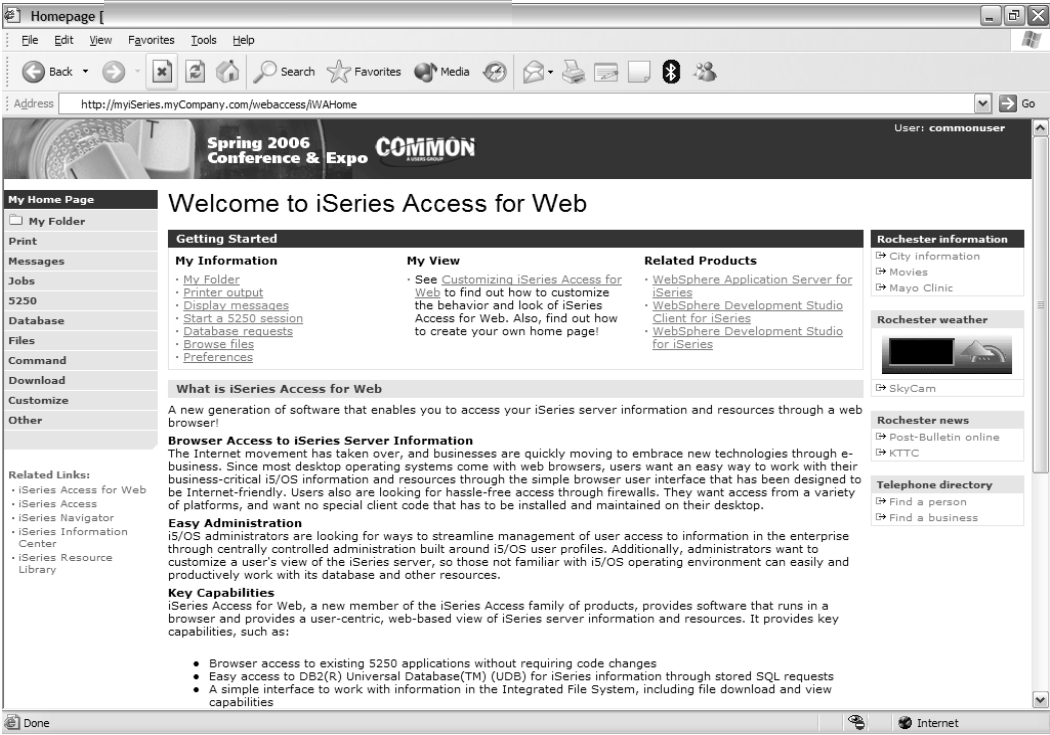 Homepage [
File Edit View Favorites Tools Help
Back Search Favorites Media
Address http://myiSeries.myCompany.com/webaccess/iWAHome Go
T
Spring 2006
Conference & Expo
COMMON
A USERS GROUP
User: commonuser
My Home Page
My Folder
Print
Messages
Jobs
5250
Database
Files
Command
Download
Customize
Other
Related Links:
· iSeries Access for Web
· iSeries Access
· iSeries Navigator
· iSeries Information
Center
· iSeries Resource
Library
Welcome to iSeries Access for Web
Getting Started
My Information
· My Folder
· Printer output
· Display messages
· Start a 5250 session
· Database requests
· Browse files
· Preferences
My View
· See Customizing iSeries Access for
Web to find out how to customize
the behavior and look of iSeries
Access for Web. Also, find out how
to create your own home page!
Related Products
· WebSphere Application Server for
iSeries
· WebSphere Development Studio
Client for iSeries
· WebSphere Development Studio
for iSeries
What is iSeries Access for Web
A new generation of software that enables you to access your iSeries server information and resources through a web
browser!
Browser Access to iSeries Server Information
The Internet movement has taken over, and businesses are quickly moving to embrace new technologies through e-
business. Since most desktop operating systems come with web browsers, users want an easy way to work with their
business-critical i5/OS information and resources through the simple browser user interface that has been designed to
be Internet-friendly. Users also are looking for hassle-free access through firewalls. They want access from a variety
of platforms, and want no special client code that has to be installed and maintained on their desktop.
Easy Administration
i5/OS administrators are looking for ways to streamline management of user access to information in the enterprise
through centrally controlled administration built around i5/OS user profiles. Additionally, administrators want to
customize a user's view of the iSeries server, so those not familiar with i5/OS operating environment can easily and
productively work with its database and other resources.
Key Capabilities
iSeries Access for Web, a new member of the iSeries Access family of products, provides software that runs in a
browser and provides a user-centric, web-based view of iSeries server information and resources. It provides key
capabilities, such as:
• Browser access to existing 5250 applications without requiring code changes
• Easy access to DB2(R) Universal Database(TM) (UDB) for iSeries information through stored SQL requests
• A simple interface to work with information in the Integrated File System, including file download and view
capabilities
Rochester information
City information
Movies
Mayo Clinic
Rochester weather
SkyCam
Rochester news
Post-Bulletin online
KTTC
Telephone directory
Find a person
Find a business
Done
Internet